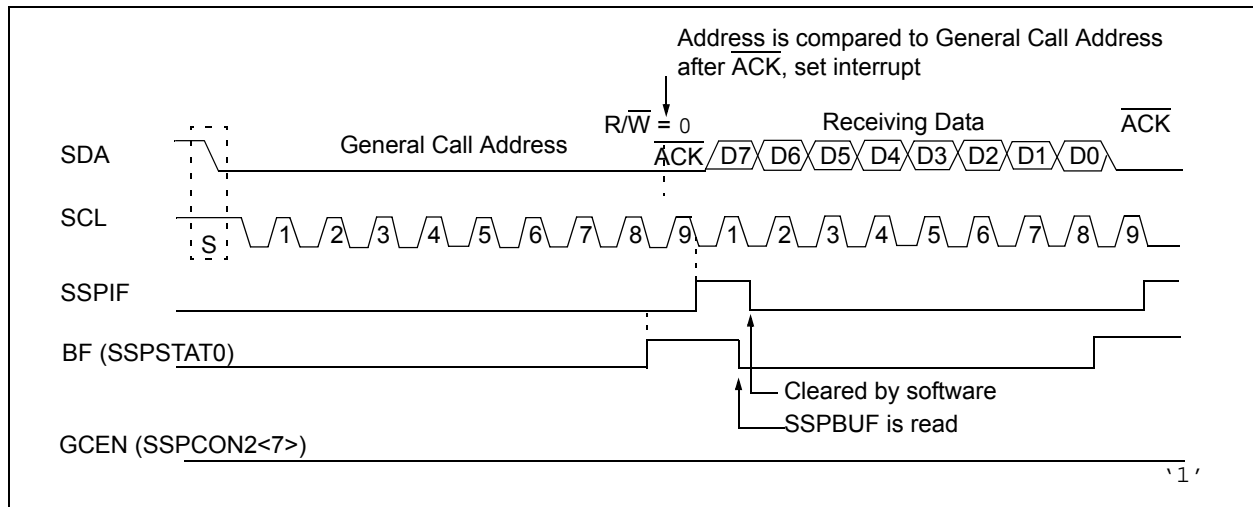 Address is compared to General Call Address
after ACK, set interrupt
R/W = 0
Receiving Data
ACK
SDA
General Call Address
ACK D7 D6 D5 D4 D3 D2 D1 D0
SCL
S
1 2 3 4 5 6 7 8 9 1 2 3 4 5 6 7 8 9
SSPIF
BF (SSPSTAT0)
Cleared by software
SSPBUF is read
GCEN (SSPCON2<7>)
‘1’